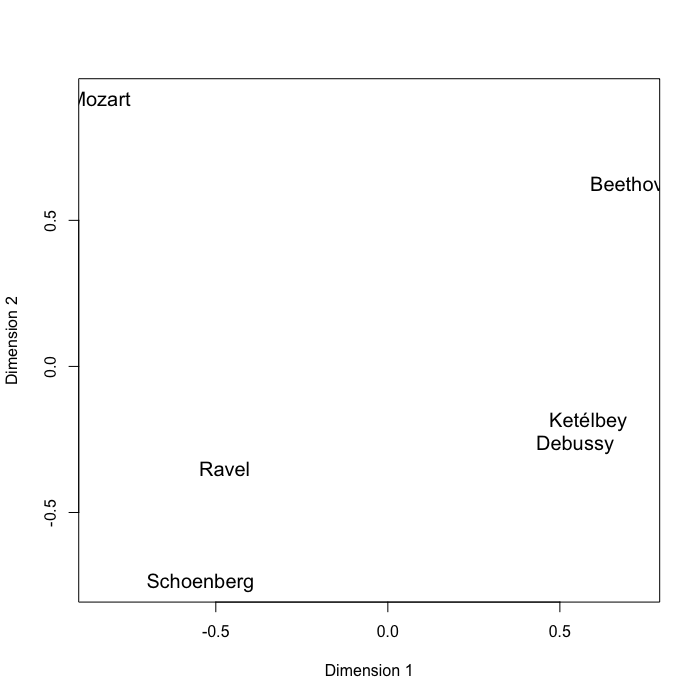 Mozart
Beethov
0.5
Dimension 2
0.0
Ketélbey
Debussy
Ravel
-0.5
Schoenberg
-0.5 0.0 0.5
Dimension 1